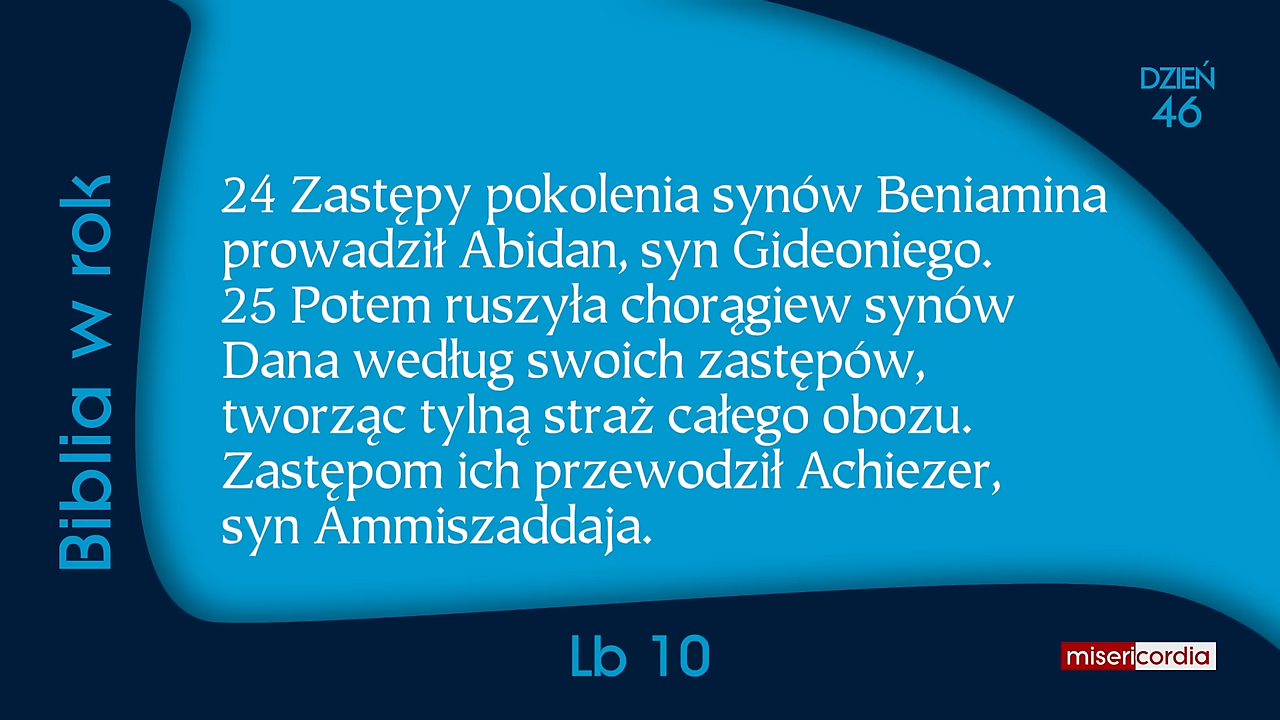 DZIEŃ
46
Biblia w rok
24 Zastępy pokolenia synów Beniamina
prowadził Abidan, syn Gideoniego.
25 Potem ruszyła chorągiew synów
Dana według swoich zastępów,
tworząc tylną straż całego obozu.
Zastępom ich przewodził Achiezer,
syn Ammiszaddaja.
Lb 10
misericordia